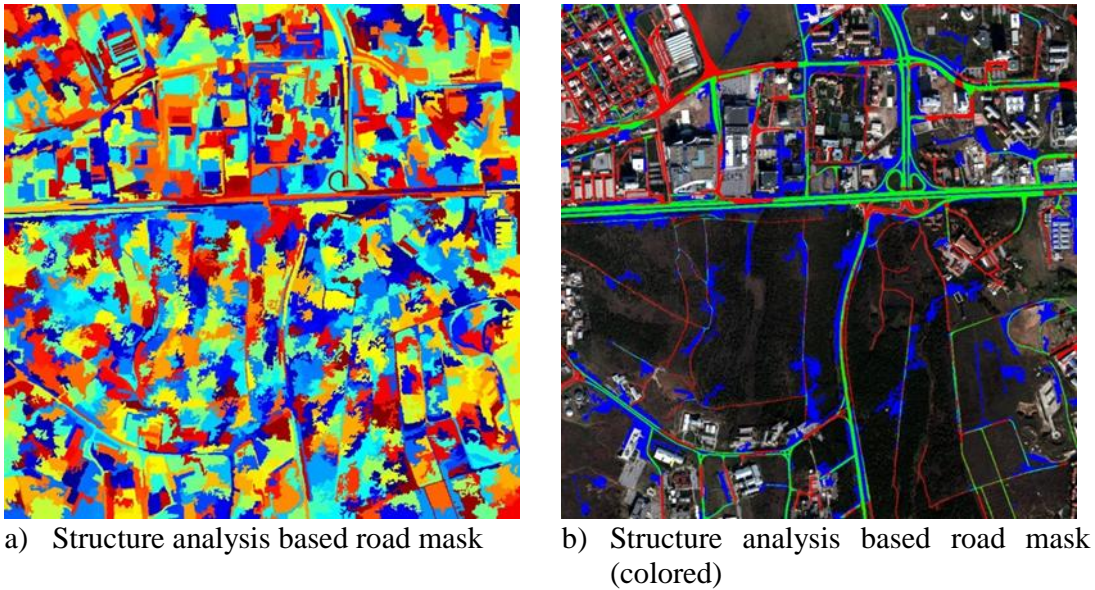 a) Structure analysis based road mask
b) Structure analysis based road mask
(colored)